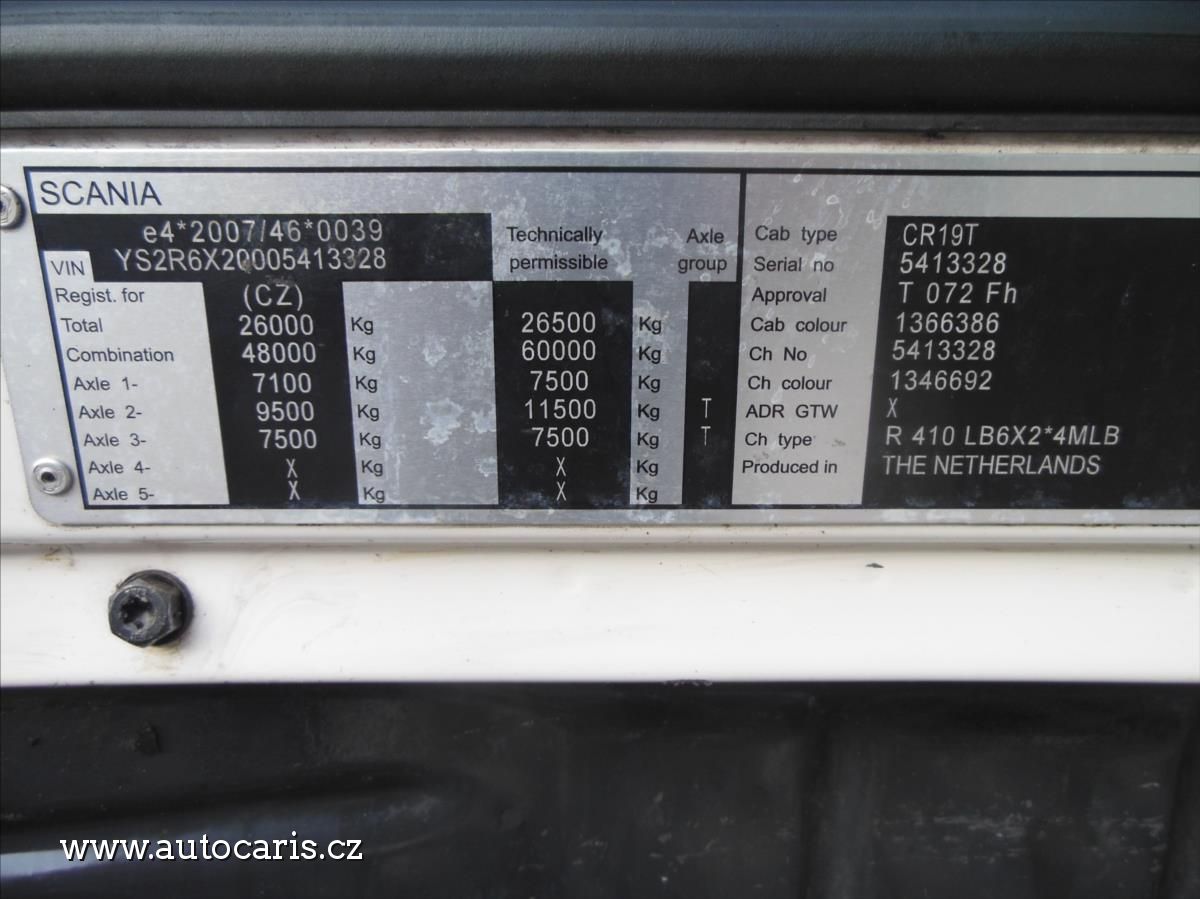 SCANIA
e4*2007/46*0039
VIN YS2R6X20005413328
Technically permissible
Axle group
Regist. for (CZ)
Total 26000 Kg 26500 Kg
Combination 48000 Kg 60000 Kg
Axle 1- 7100 Kg 7500 Kg
Axle 2- 9500 Kg 11500 Kg T
Axle 3- 7500 Kg 7500 Kg T
Axle 4- X Kg X Kg
Axle 5- X Kg X Kg
Cab type CR19T
Serial no 5413328
Approval T 072 Fh
Cab colour 1366386
Ch No 5413328
Ch colour 1346692
ADR GTW X
Ch type R 410 LB6X2*4MLB
Produced in THE NETHERLANDS
www.autocaris.cz